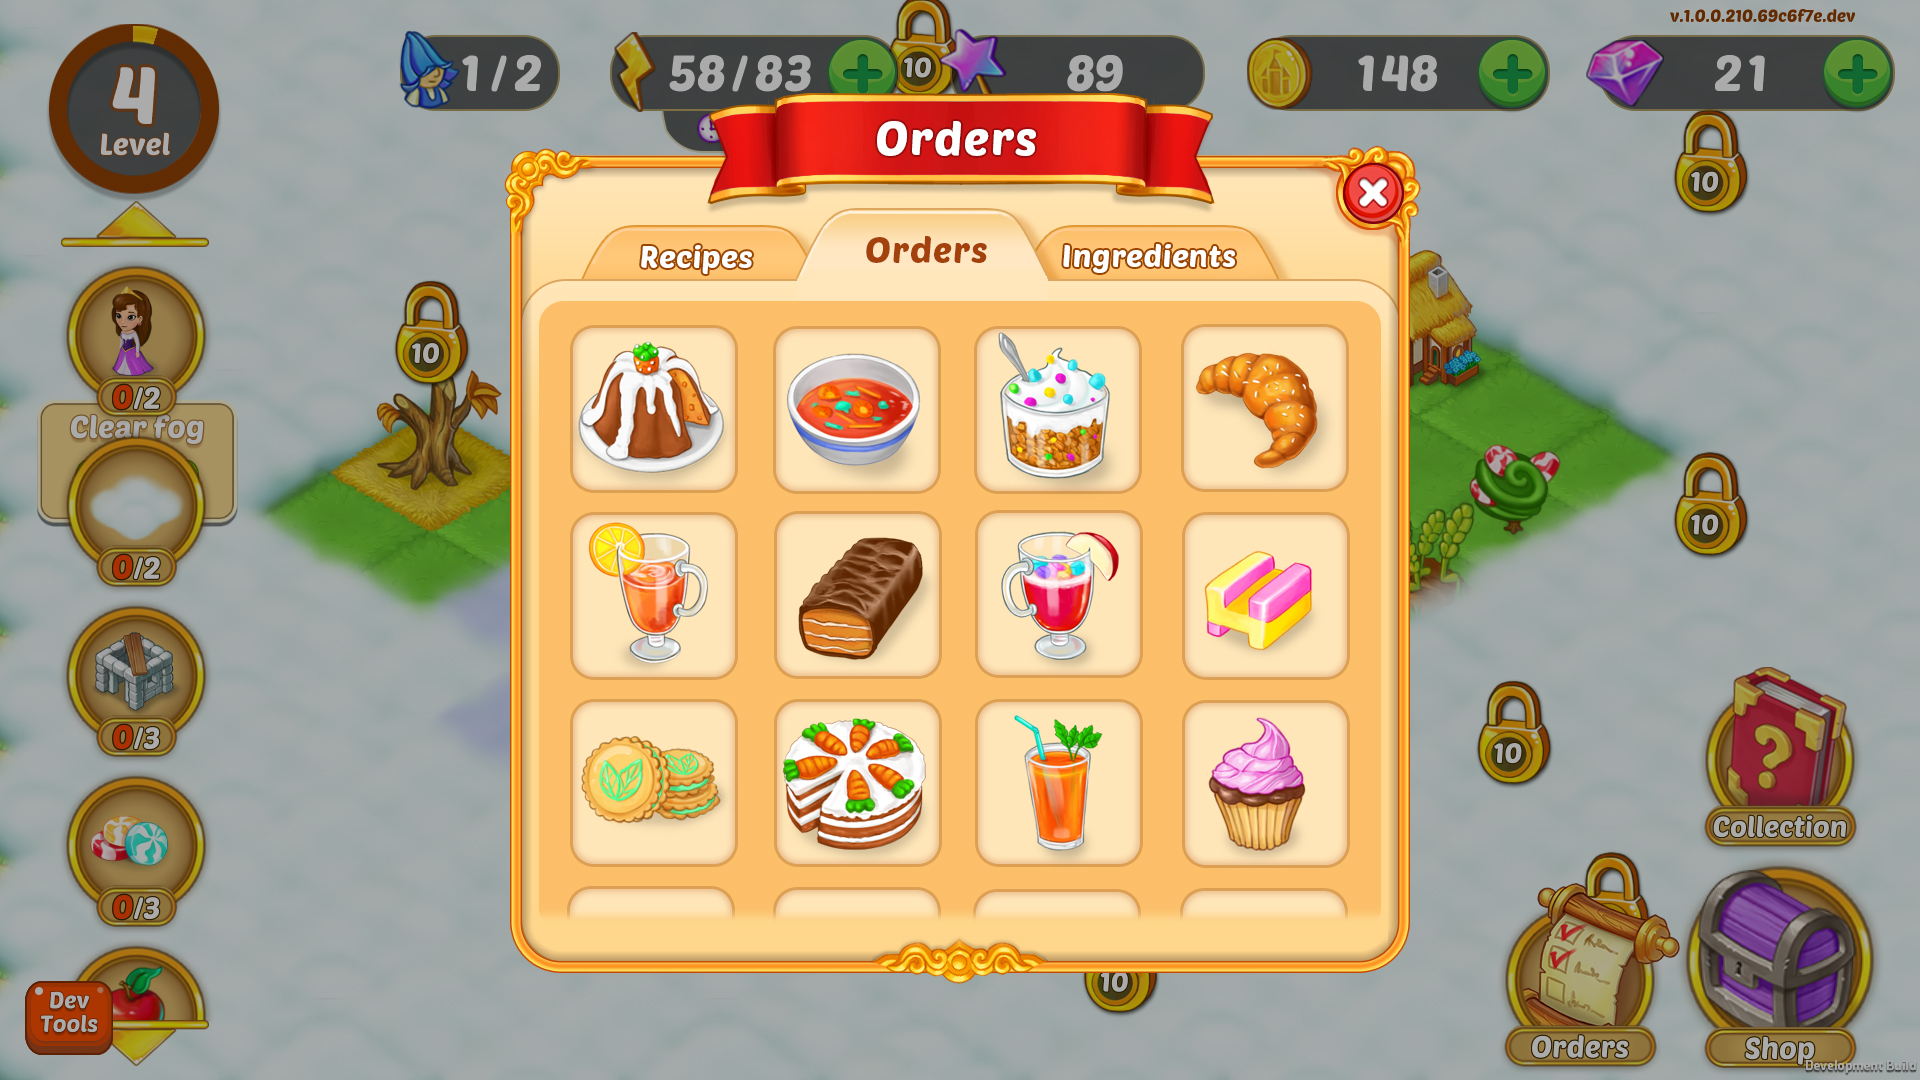 v.1.0.0.210.69c6f7e.dev
4
Level
1/2
58/83
10
89
148
21
Orders
10
Recipes
Orders
Ingredients
10
0/2
Clear fog
0/2
10
0/3
10
?
Collection
0/3
10
Dev
Tools
Orders
Shop
Development Build